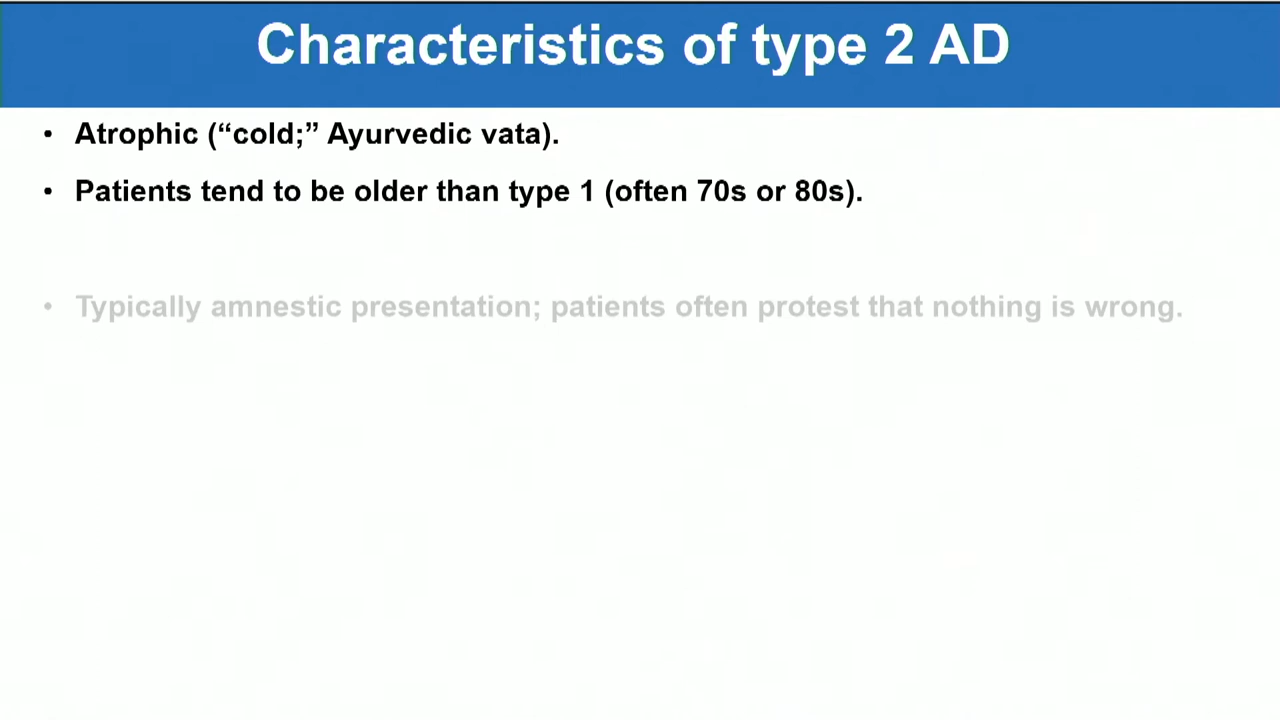 Characteristics of type 2 AD
• Atrophic (“cold;” Ayurvedic vata).
• Patients tend to be older than type 1 (often 70s or 80s).
• Typically amnestic presentation; patients often protest that nothing is wrong.